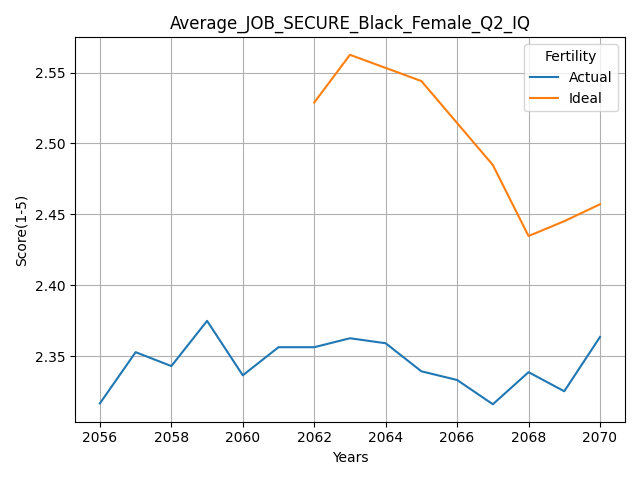 Average_JOB_SECURE_Black_Female_Q2_IQ
Fertility
Actual
Ideal
Score(1-5)
2.55
2.50
2.45
2.40
2.35
2056 2058 2060 2062 2064 2066 2068 2070
Years